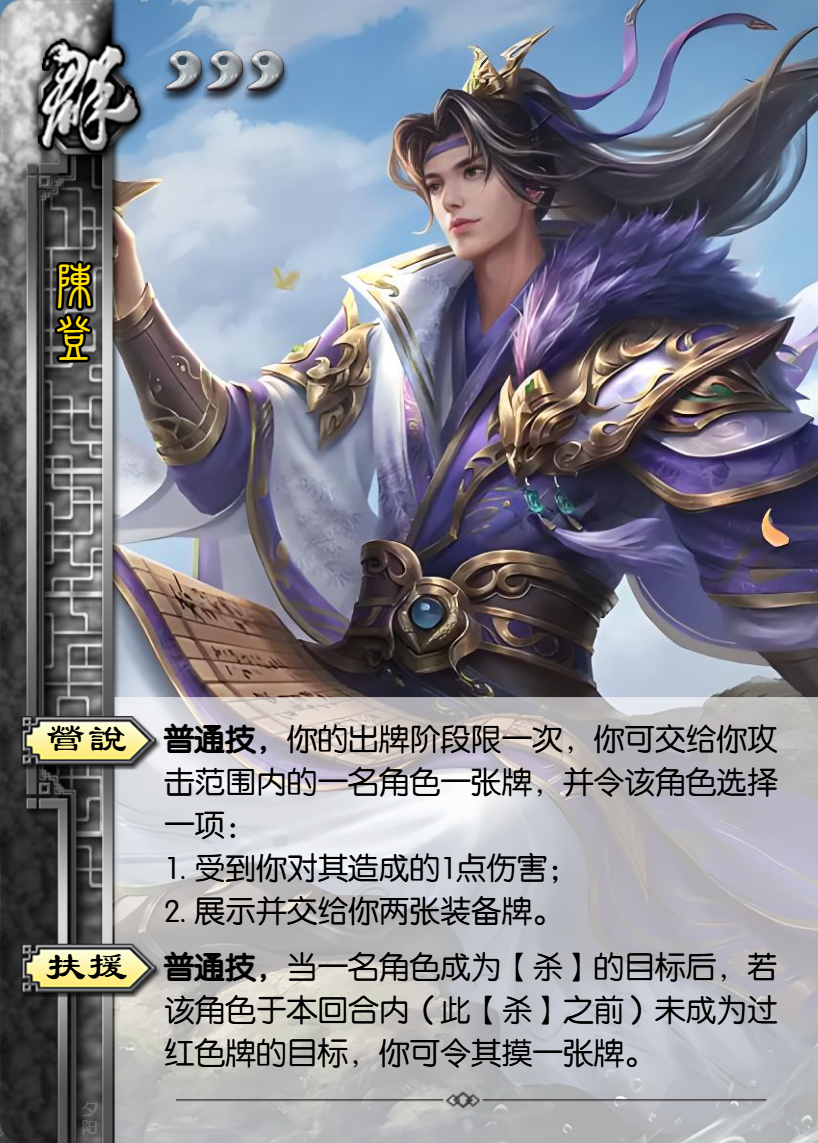 群
陳登
營說
普通技，你的出牌阶段限一次，你可交给你攻
击范围内的一名角色一张牌，并令该角色选择
一项：
1. 受到你对其造成的1点伤害；
2. 展示并交给你两张装备牌。
扶援
普通技，当一名角色成为【杀】的目标后，若
该角色于本回合内（此【杀】之前）未成为过
红色牌的目标，你可令其摸一张牌。
夕阳